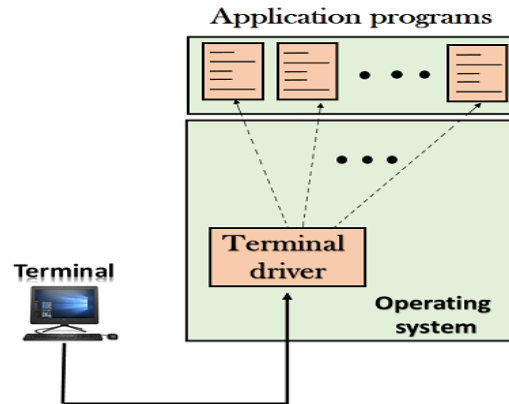 Application programs
Terminal
driver
Terminal
Operating
system